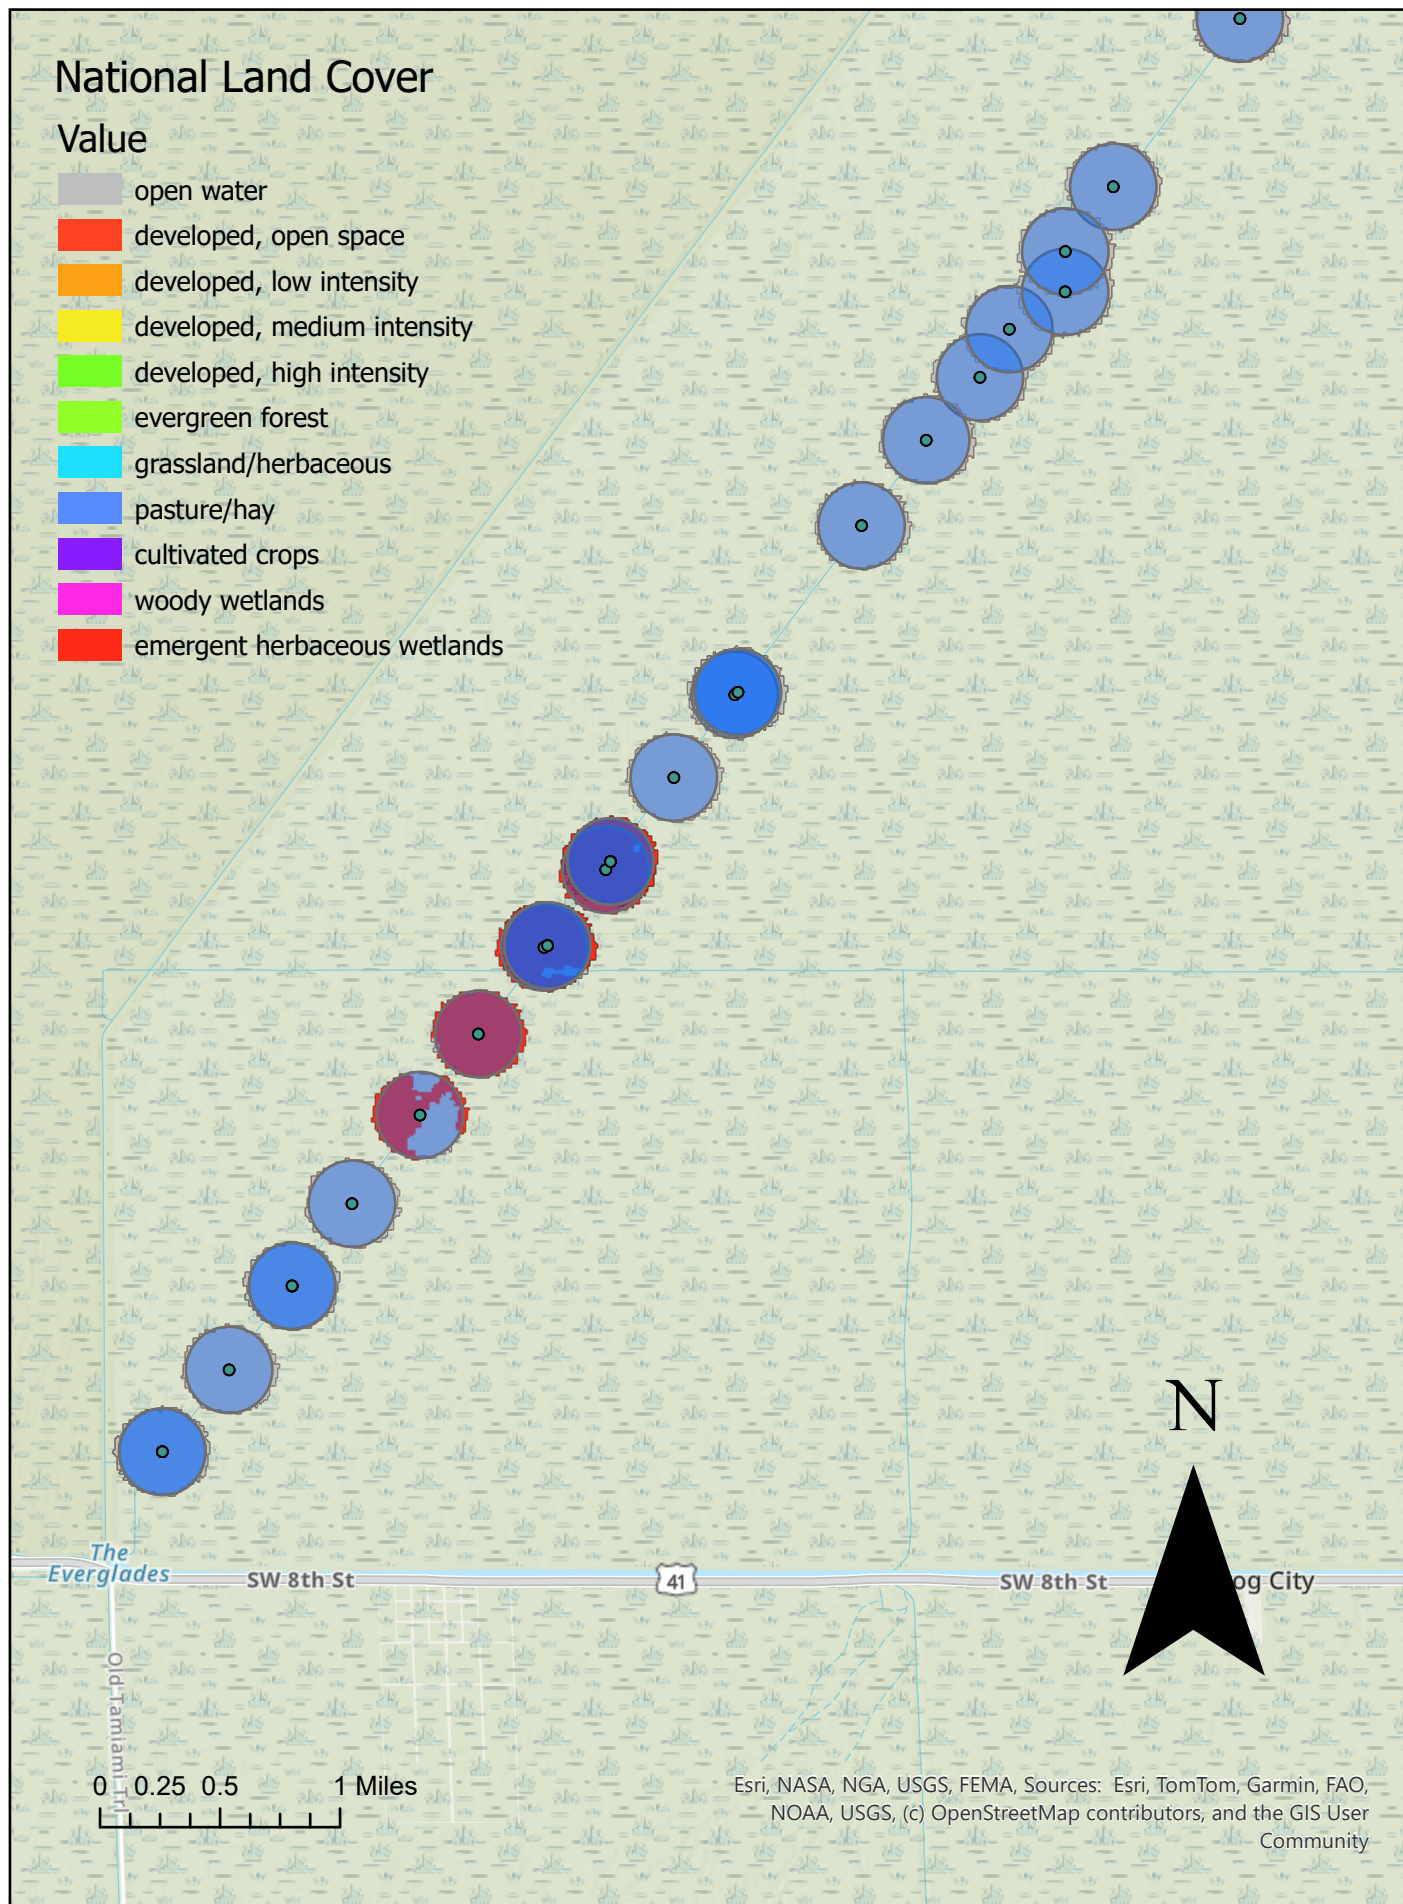 National Land Cover
Value
open water
developed, open space
developed, low intensity
developed, medium intensity
developed, high intensity
evergreen forest
grassland/herbaceous
pasture/hay
cultivated crops
woody wetlands
emergent herbaceous wetlands
N
The
Everglades
SW 8th St
41
SW 8th St
og City
Old Tamiami Trl
0 0.25 0.5 1 Miles
Esri, NASA, NGA, USGS, FEMA, Sources: Esri, TomTom, Garmin, FAO,
NOAA, USGS, (c) OpenStreetMap contributors, and the GIS User
Community